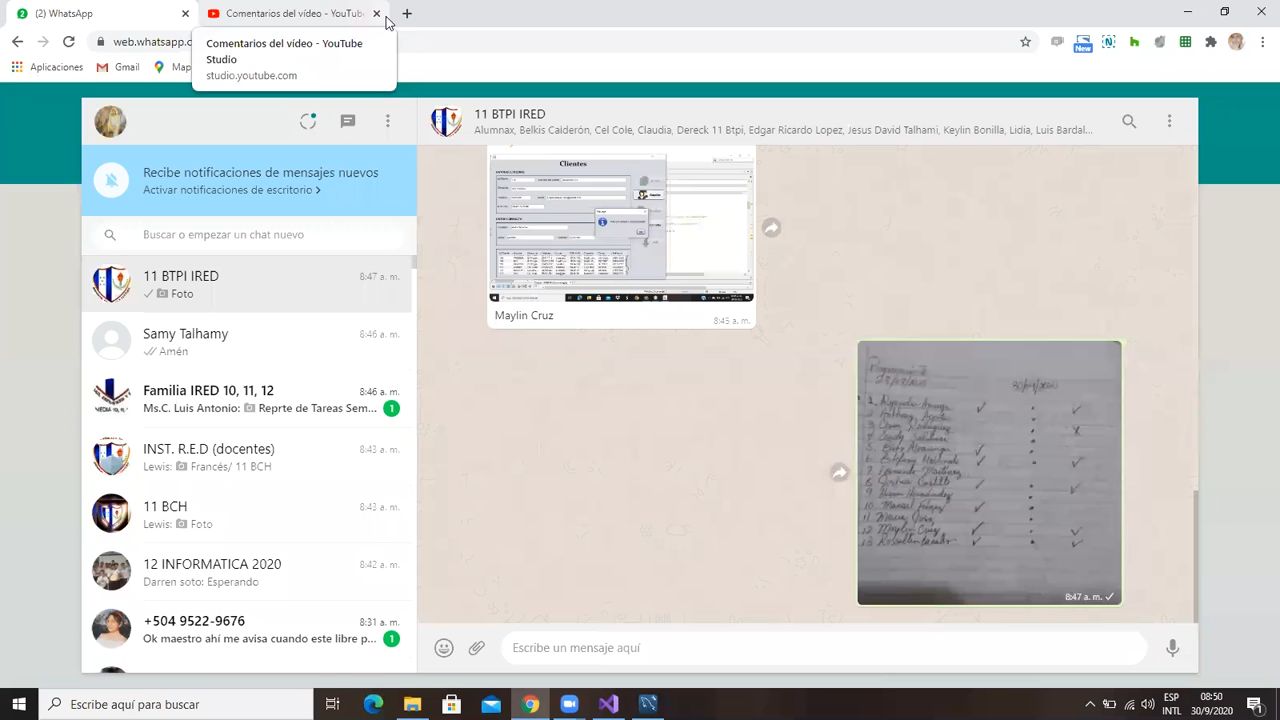 (2) WhatsApp
Comentarios del vídeo - YouTub
web.whatsapp.c
Comentarios del vídeo - YouTube
Studio
studio.youtube.com
New
Aplicaciones
Gmail
Map
11 BTPI IRED
Alumnax, Belkis Calderón, Cel Cole, Claudia, Dereck 11 Btpi, Edgar Ricardo Lopez, Jesus David Talhami, Keylin Bonilla, Lidia, Luis Bardal...
Recibe notificaciones de mensajes nuevos
Activar notificaciones de escritorio >
Buscar o empezar un chat nuevo
11 BTPI IRED
8:47 a. m.
Foto
Samy Talhamy
8:46 a. m.
Amén
Familia IRED 10, 11, 12
8:46 a. m.
Ms.C. Luis Antonio: Reprte de Tareas Sem...
1
INST. R.E.D (docentes)
8:43 a. m.
Lewis: Francés/ 11 BCH
11 BCH
8:43 a. m.
Lewis: Foto
12 INFORMATICA 2020
8:42 a. m.
Darren soto: Esperando
+504 9522-9676
8:31 a. m.
Ok maestro ahí me avisa cuando este libre p...
1
Clientes
Maylin Cruz
8:45 a. m.
8:47 a. m.
Escribe un mensaje aquí
Escribe aquí para buscar
ESP
INTL
08:50
30/9/2020
1